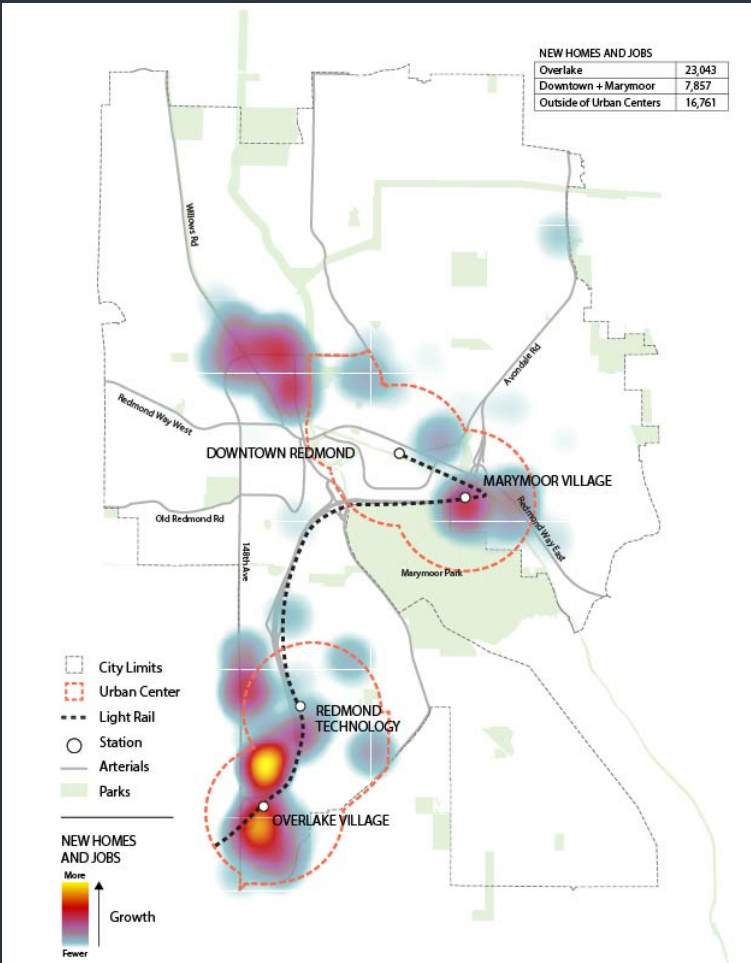 NEW HOMES AND JOBS
Overlake 23,043
Downtown + Marymoor 7,857
Outside of Urban Centers 16,761
Willows Rd
Avondale Rd
Redmond Way West
DOWNTOWN REDMOND
MARYMOOR VILLAGE
Old Redmond Rd
Redmond Way East
148th Ave
Marymoor Park
City Limits
Urban Center
Light Rail
Station
Arterials
Parks
REDMOND
TECHNOLOGY
OVERLAKE VILLAGE
NEW HOMES
AND JOBS
More
Growth
Fewer